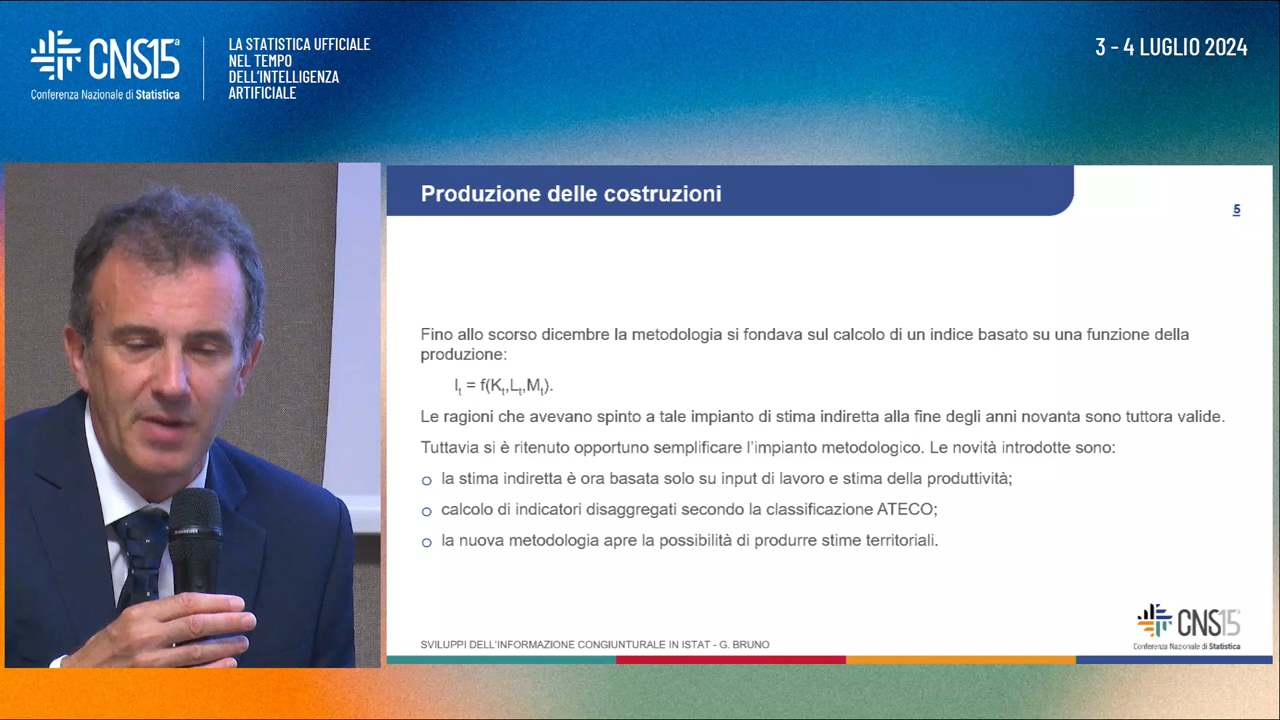 CNS15ª
Conferenza Nazionale di Statistica
LA STATISTICA UFFICIALE
NEL TEMPO
DELL'INTELLIGENZA
ARTIFICIALE
3 - 4 LUGLIO 2024
Produzione delle costruzioni
5
Fino allo scorso dicembre la metodologia si fondava sul calcolo di un indice basato su una funzione della
produzione:
It = f(Kt,Lt,Mt).
Le ragioni che avevano spinto a tale impianto di stima indiretta alla fine degli anni novanta sono tuttora valide.
Tuttavia si è ritenuto opportuno semplificare l'impianto metodologico. Le novità introdotte sono:
o la stima indiretta è ora basata solo su input di lavoro e stima della produttività;
o calcolo di indicatori disaggregati secondo la classificazione ATECO;
o la nuova metodologia apre la possibilità di produrre stime territoriali.
SVILUPPI DELL'INFORMAZIONE CONGIUNTURALE IN ISTAT - G. BRUNO
CNS15
Conferenza Nazionale di Statistica